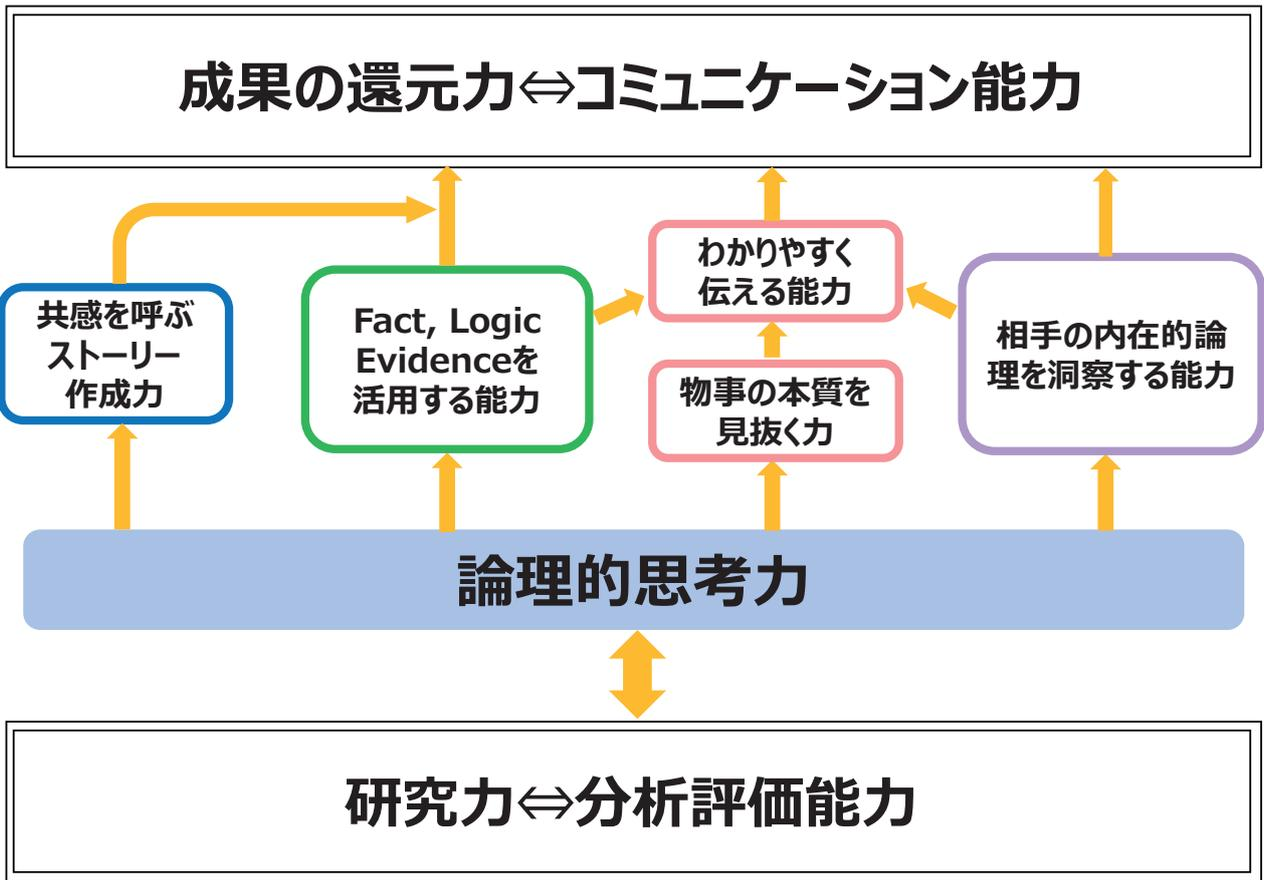 成果の還元力⇔コミュニケーション能力
共感を呼ぶ
ストーリー
作成力
Fact, Logic
Evidenceを
活用する能力
わかりやすく
伝える能力
物事の本質を
見抜く力
相手の内在的論
理を洞察する能力
論理的思考力
研究力⇔分析評価能力